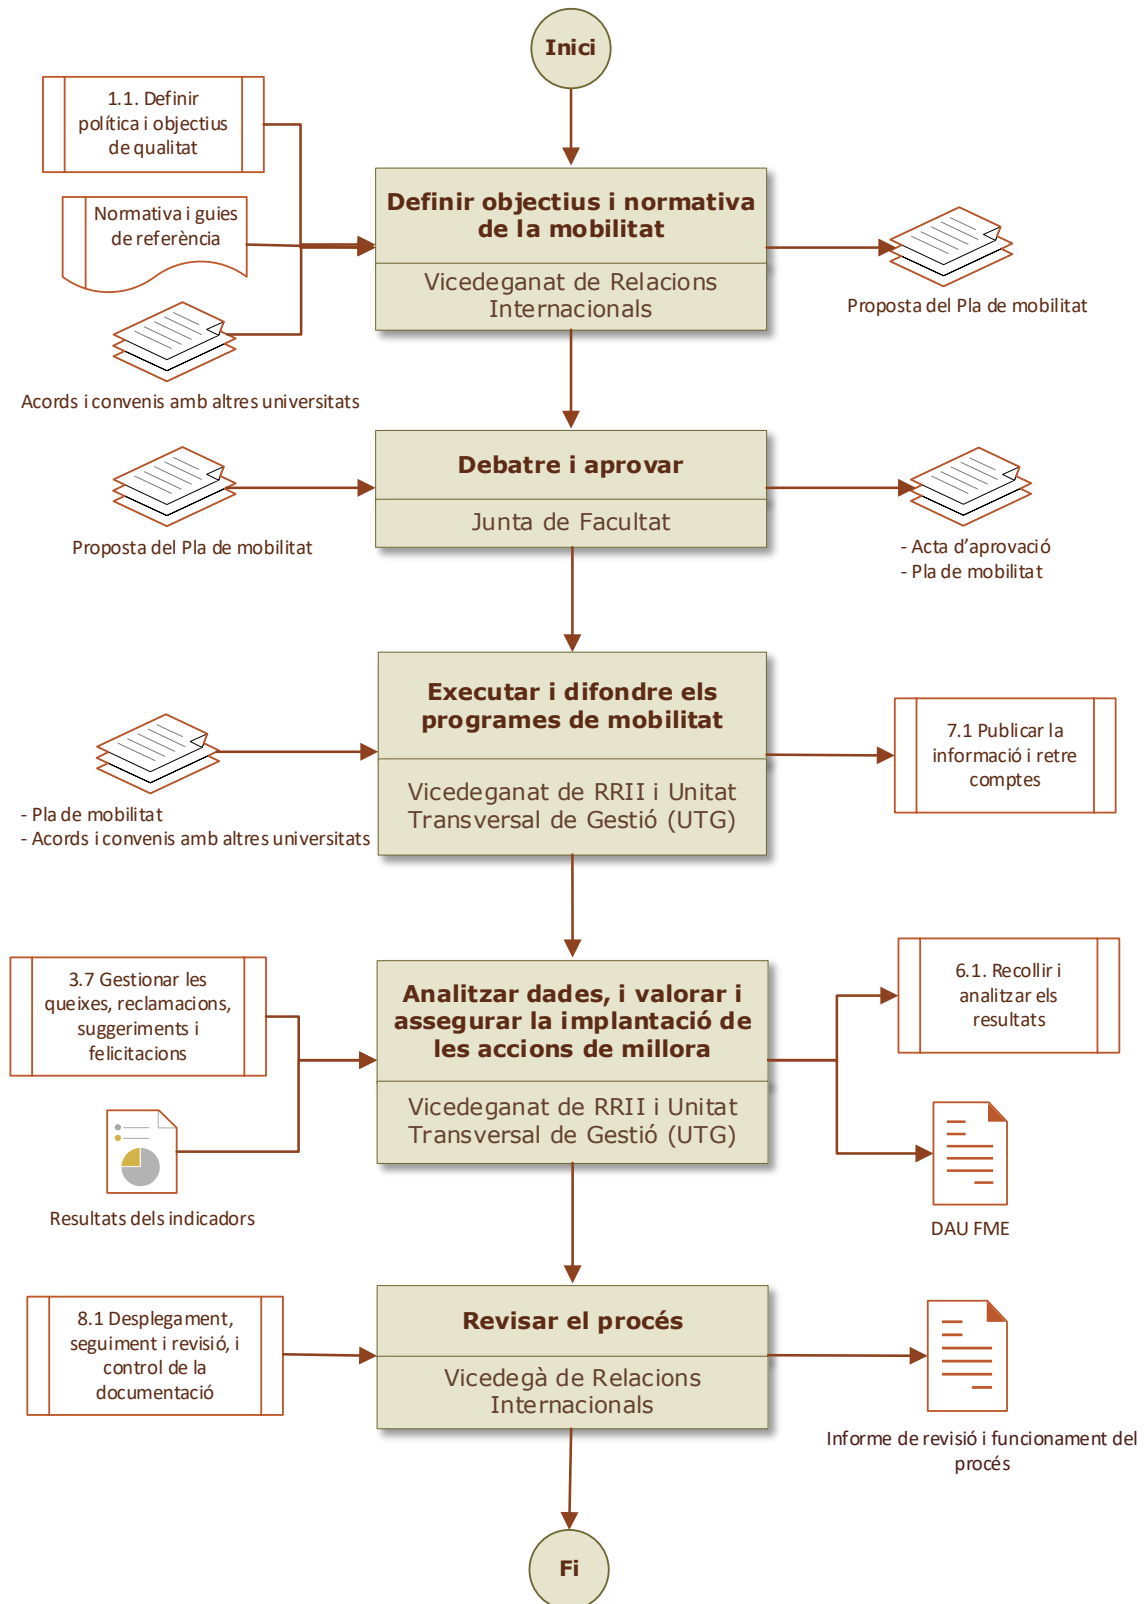 Inici
1.1. Definir
política i objectius
de qualitat
Normativa i guies
de referència
Acords i convenis amb altres universitats
Definir objectius i normativa
de la mobilitat
Vicedeganat de Relacions
Internacionals
Proposta del Pla de mobilitat
Proposta del Pla de mobilitat
Debatre i aprovar
Junta de Facultat
- Acta d’aprovació
- Pla de mobilitat
- Pla de mobilitat
- Acords i convenis amb altres universitats
Executar i difondre els
programes de mobilitat
Vicedeganat de RRII i Unitat
Transversal de Gestió (UTG)
7.1 Publicar la
informació i retre
comptes
3.7 Gestionar les
queixes, reclamacions,
suggeriments i
felicitacions
Resultats dels indicadors
Analitzar dades, i valorar i
assegurar la implantació de
les accions de millora
Vicedeganat de RRII i Unitat
Transversal de Gestió (UTG)
6.1. Recollir i
analitzar els
resultats
DAU FME
8.1 Desplegament,
seguiment i revisió, i
control de la
documentació
Revisar el procés
Vicedegà de Relacions
Internacionals
Informe de revisió i funcionament del
procés
Fi